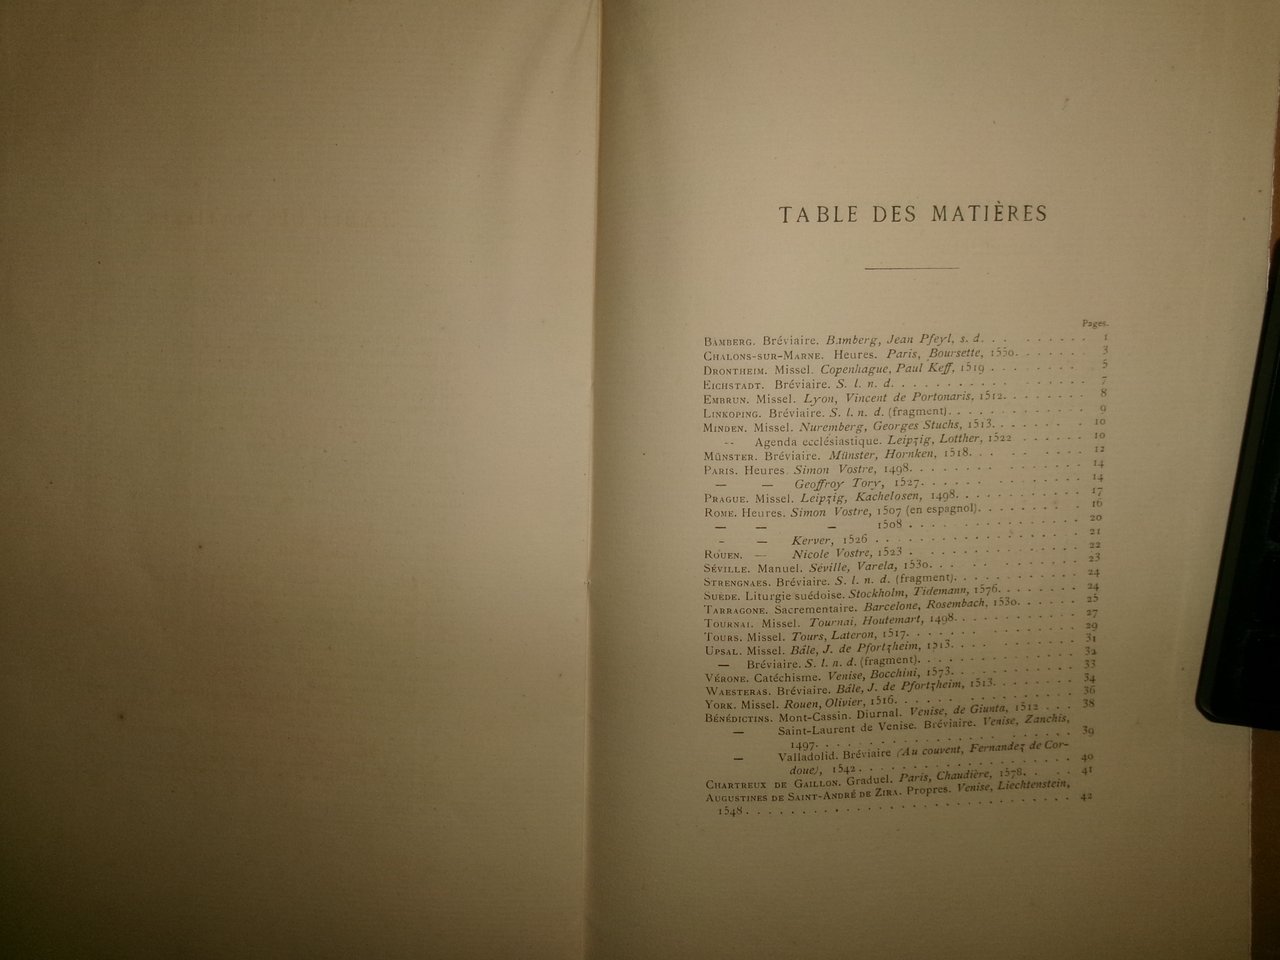 TABLE DES MATIÈRES
Pages.
BAMBERG. Bréviaire. Bamberg, Jean Pfeyl, s. d. . . . . . . . . 1
CHALONS-SUR-MARNE. Heures. Paris, Boursette, 1550. . . . . . . 3
DRONTHEIM. Missel. Copenhague, Paul Keff, 1519 . . . . . . . . 5
EICHSTADT. Bréviaire. S. l. n. d. . . . . . . . . . . . . . . 7
EMBRUN. Missel. Lyon, Vincent de Portonaris, 1512. . . . . . . 8
LINKOPING. Bréviaire. S. l. n. d. (fragment). . . . . . . . . 9
MINDEN. Missel. Nuremberg, Georges Stuchs, 1513. . . . . . . . 10
-- Agenda ecclésiastique. Leipzig, Lotther, 1522 . . . . . . 10
MÜNSTER. Bréviaire. Münster, Hornken, 1518. . . . . . . . . 12
PARIS. Heures. Simon Vostre, 1498. . . . . . . . . . . . . . 14
— — Geoffroy Tory, 1527. . . . . . . . . . . . . 14
PRAGUE. Missel. Leipzig, Kachelosen, 1498. . . . . . . . . . . 17
ROME. Heures. Simon Vostre, 1507 (en espagnol). . . . . . . . 16
— — — 1508 . . . . . . . . . . . . 20
— — Kerver, 1526 . . . . . . . . . . . . . . . 21
ROUEN. — Nicole Vostre, 1523 . . . . . . . . . . . . 22
SÉVILLE. Manuel. Séville, Varela, 1530. . . . . . . . . . . . 23
STRENGNAES. Bréviaire. S. l. n. d. (fragment). . . . . . . . . 24
SUÈDE. Liturgie suédoise. Stockholm, Tidemann, 1576. . . . . . 24
TARRAGONE. Sacrementaire. Barcelone, Rosembach, 1530. . . . . . 25
TOURNAI. Missel. Tournai, Houtemart, 1498. . . . . . . . . . 27
TOURS. Missel. Tours, Lateron, 1517. . . . . . . . . . . . . 29
UPSAL. Missel. Bâle, J. de Pfortzheim, 1513. . . . . . . . . . 31
— Bréviaire. S. l. n. d. (fragment). . . . . . . . . . . 32
VÉRONE. Catéchisme. Venise, Bocchini, 1573. . . . . . . . . . 33
WAESTERAS. Bréviaire. Bâle, J. de Pfortzheim, 1513. . . . . . . 34
YORK. Missel. Rouen, Olivier, 1516. . . . . . . . . . . . . 36
BÉNÉDICTINS. Mont-Cassin. Diurnal. Venise, de Giunta, 1512 . . . 38
— Saint-Laurent de Venise. Bréviaire. Venise, Zanchis,
1497. . . . . . . . . . . . . . . . . . . 39
— Valladolid. Bréviaire (Au couvent, Fernandez de Cor-
doue), 1542. . . . . . . . . . . . . . . . 40
CHARTREUX DE GAILLON. Graduel. Paris, Chaudière, 1578. . . . . 41
AUGUSTINES DE SAINT-ANDRÉ DE ZIRA. Propres. Venise, Liechtenstein,
1548. . . . . . . . . . . . . . . . . . . . . . . . 42